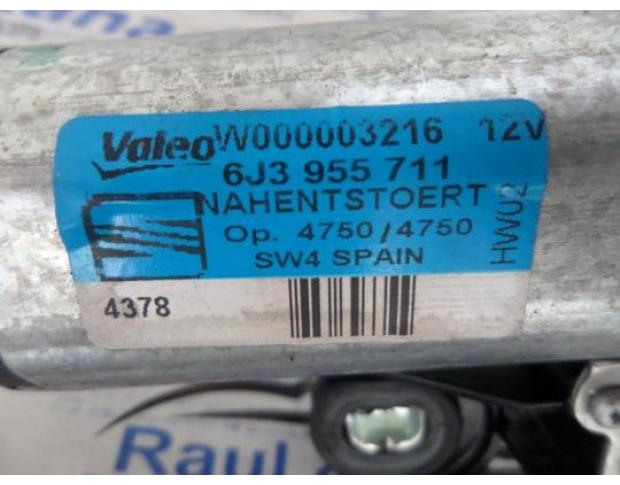 Valeo W000003216 12V
6J3 955 711
NAHENTSTOERT
Op. 4750/4750
SW4 SPAIN
HW02
4378
Raul